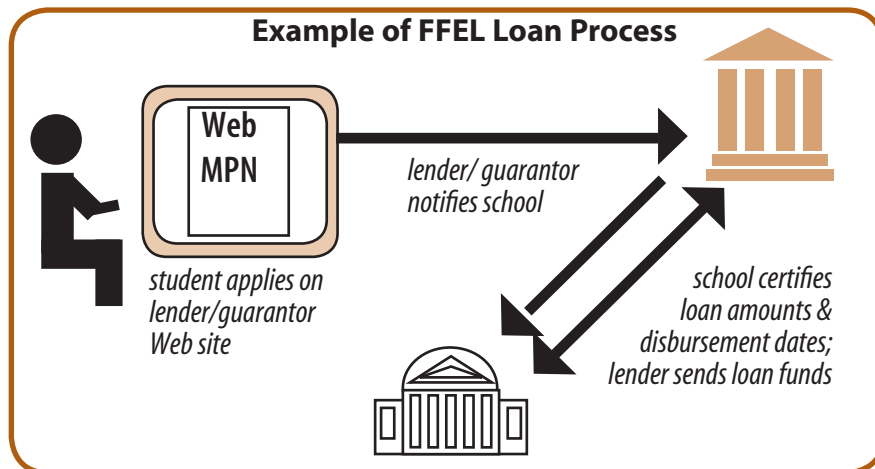 Example of FFEL Loan Process
Web
MPN
lender/ guarantor
notifies school
student applies on
lender/guarantor
Web site
school certifies
loan amounts &
disbursement dates;
lender sends loan funds